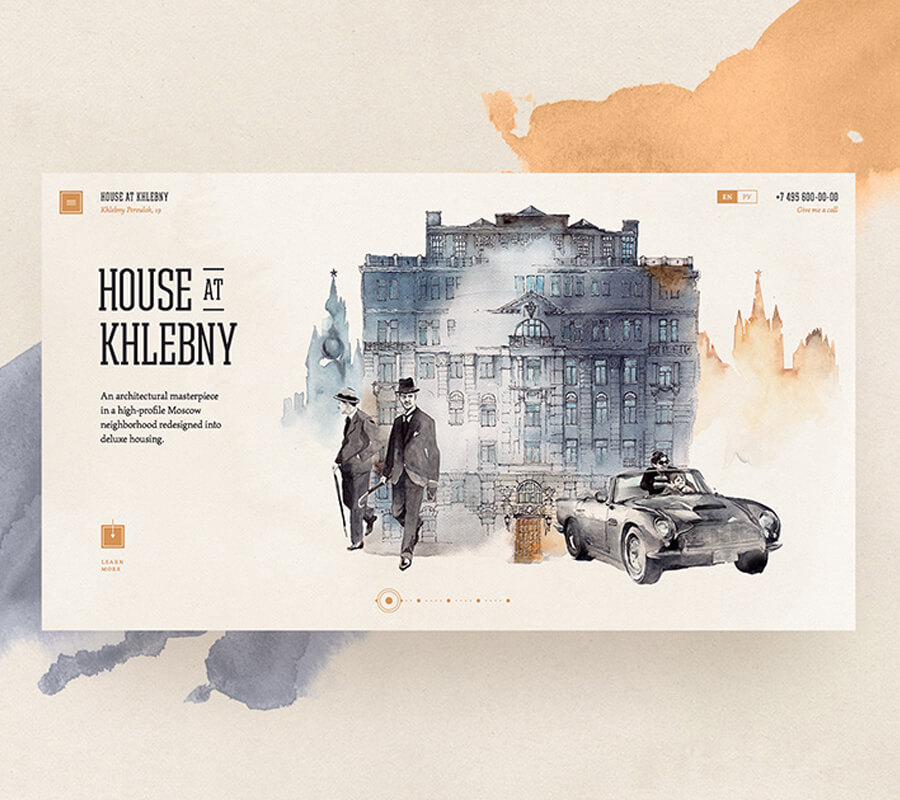 HOUSE AT KHLEBNY
Khlebny Pereulok, 19
EN РУ
+7 495 600-00-00
Give me a call
HOUSE AT
KHLEBNY
An architectural masterpiece
in a high-profile Moscow
neighborhood redesigned into
deluxe housing.
LEARN
MORE